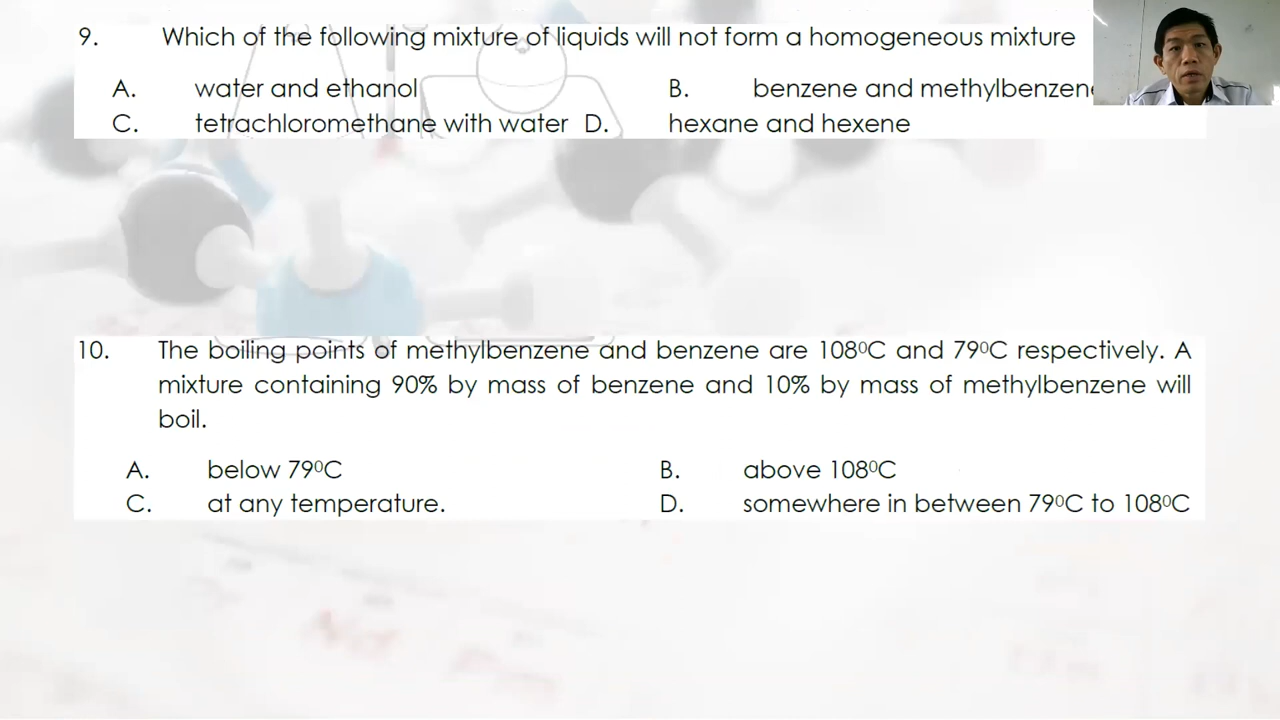 9. Which of the following mixture of liquids will not form a homogeneous mixture
A. water and ethanol B. benzene and methylbenzene
C. tetrachloromethane with water D. hexane and hexene
10. The boiling points of methylbenzene and benzene are 108⁰C and 79⁰C respectively. A
mixture containing 90% by mass of benzene and 10% by mass of methylbenzene will
boil.
A. below 79⁰C B. above 108⁰C
C. at any temperature. D. somewhere in between 79⁰C to 108⁰C